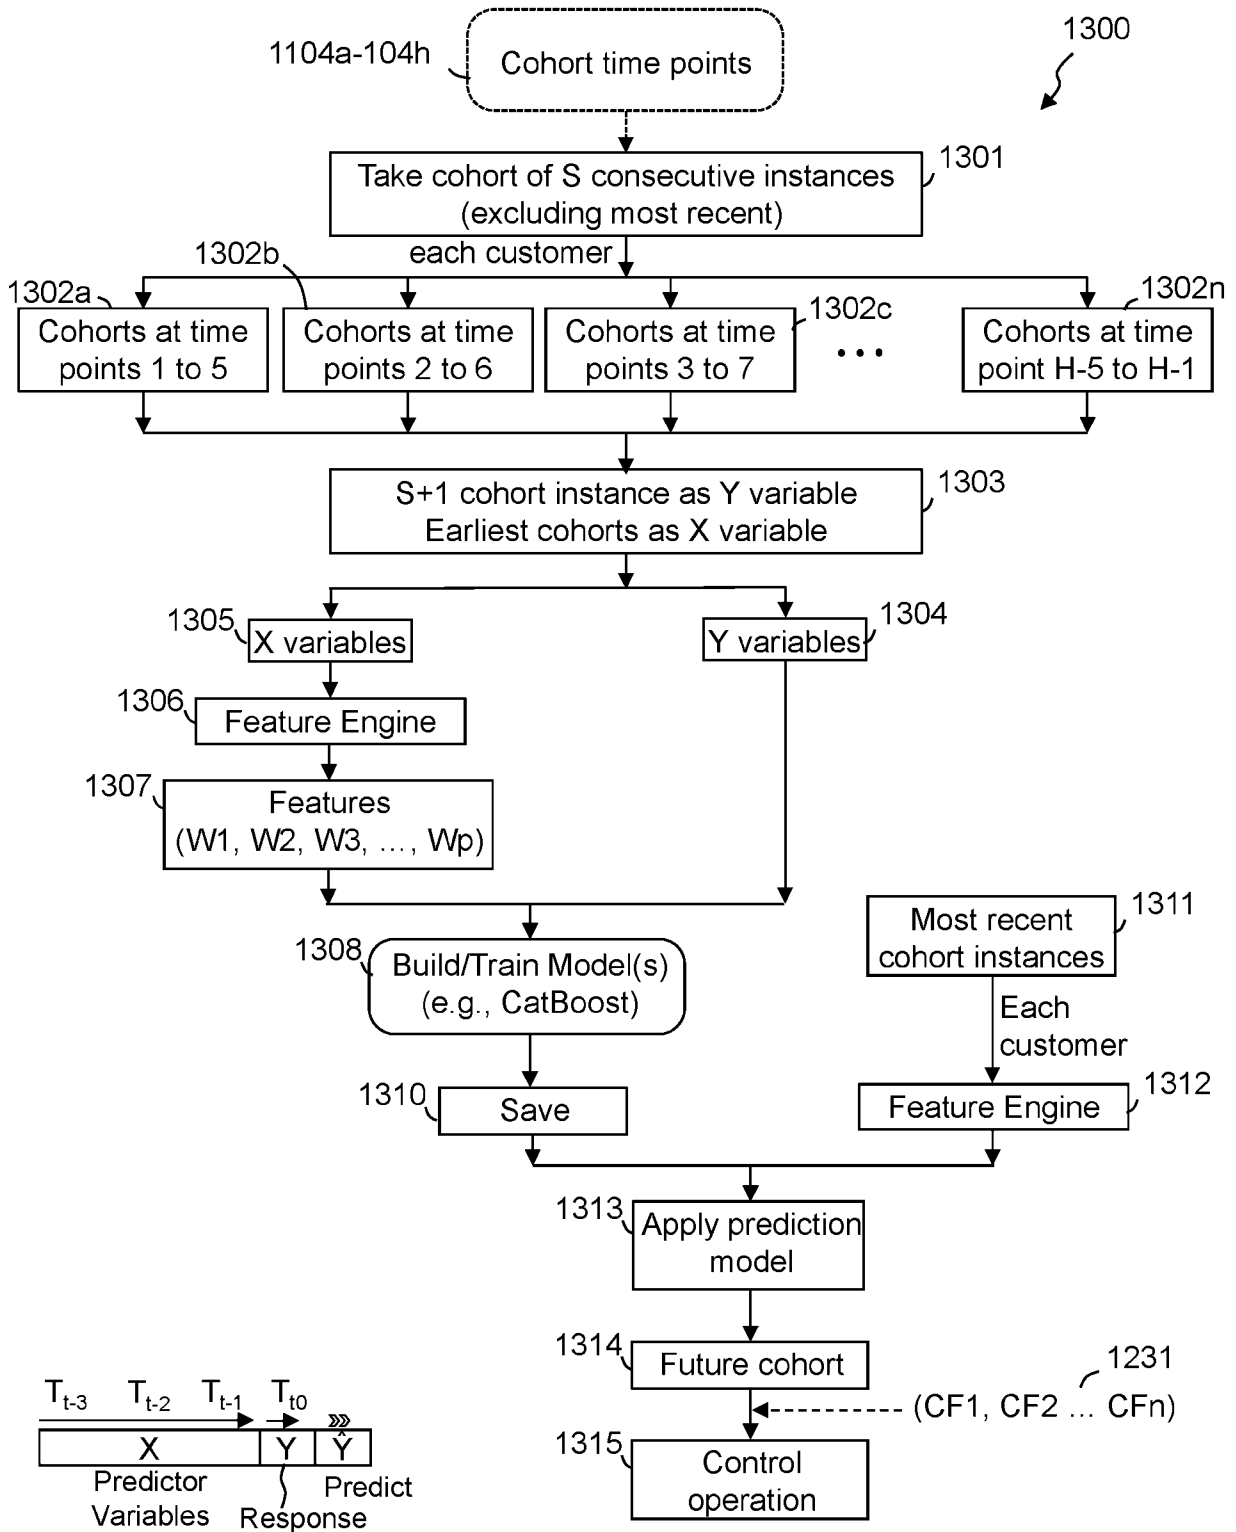 1104a-104h
Cohort time points
1300
1301
Take cohort of S consecutive instances
(excluding most recent)
each customer
1302a
1302b
1302c
1302n
Cohorts at time
points 1 to 5
Cohorts at time
points 2 to 6
Cohorts at time
points 3 to 7
...
Cohorts at time
point H-5 to H-1
1303
S+1 cohort instance as Y variable
Earliest cohorts as X variable
1305
X variables
1304
Y variables
1306
Feature Engine
1307
Features
(W1, W2, W3, ..., Wp)
1308
Build/Train Model(s)
(e.g., CatBoost)
1311
Most recent
cohort instances
Each
customer
1310
Save
1312
Feature Engine
1313
Apply prediction
model
1314
Future cohort
1231
(CF1, CF2 ... CFn)
1315
Control
operation
Tt-3 Tt-2 Tt-1 Tt0 »»
X Y Ŷ
Predictor
Variables
Response
Predict